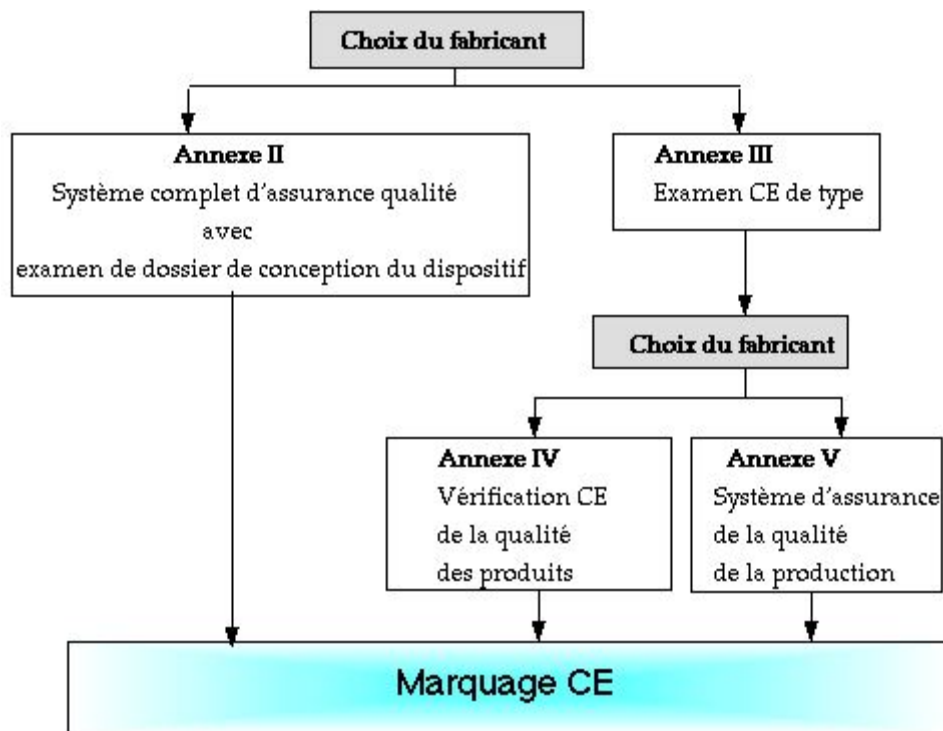 Choix du fabricant
Annexe II
Système complet d'assurance qualité
avec
examen de dossier de conception du dispositif
Annexe III
Examen CE de type
Choix du fabricant
Annexe IV
Vérification CE
de la qualité
des produits
Annexe V
Système d'assurance
de la qualité
de la production
Marquage CE